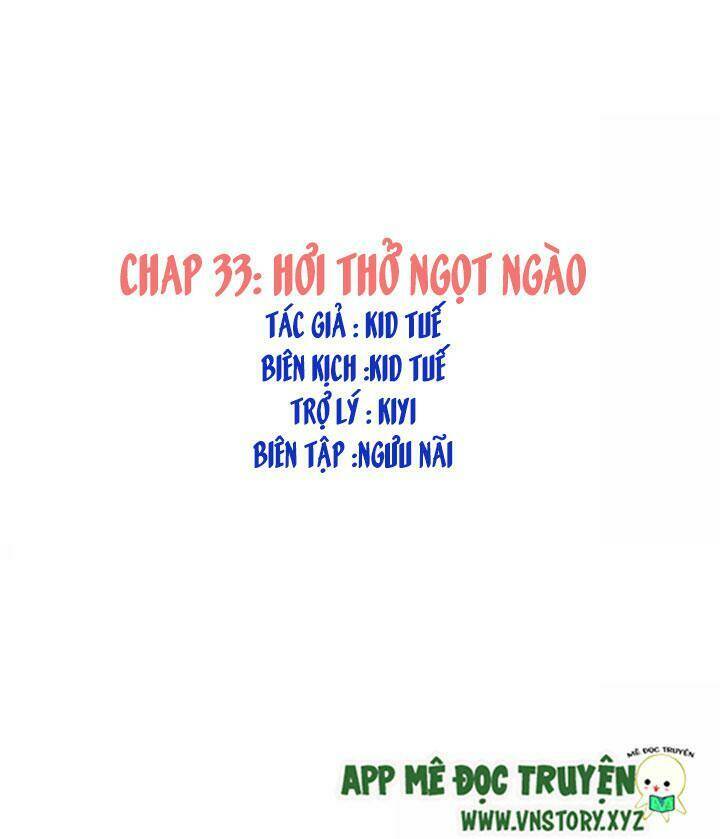 CHAP 33: HƠI THỞ NGỌT NGÀO
TÁC GIẢ : KID TUẾ
BIÊN KỊCH :KID TUẾ
TRỢ LÝ : KIYI
BIÊN TẬP :NGƯU NÃI
MÊ ĐỌC TRUYỆN
APP MÊ ĐỌC TRUYỆN
WWW.VNSTORY.XYZ